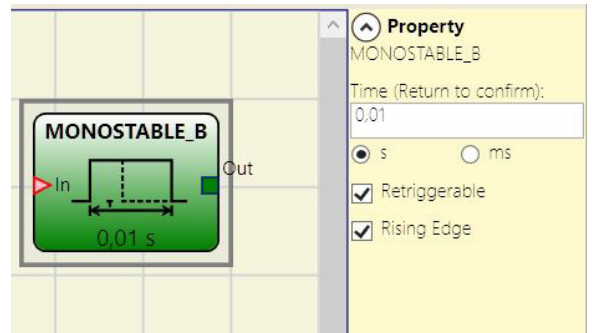 MONOSTABLE_B
In
Out
T
0,01 s
Property
MONOSTABLE_B
Time (Return to confirm):
0,01
s
ms
Retriggerable
Rising Edge